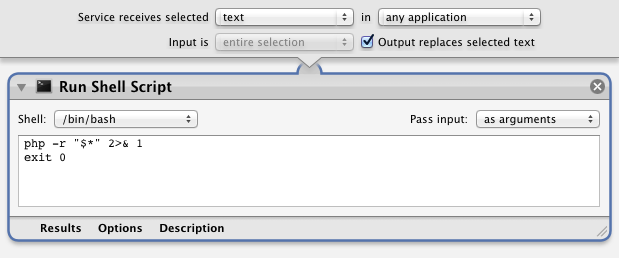 Service receives selected text in any application
Input is entire selection Output replaces selected text
Run Shell Script
Shell: /bin/bash Pass input: as arguments
php -r "$*" 2>& 1
exit 0
Results Options Description